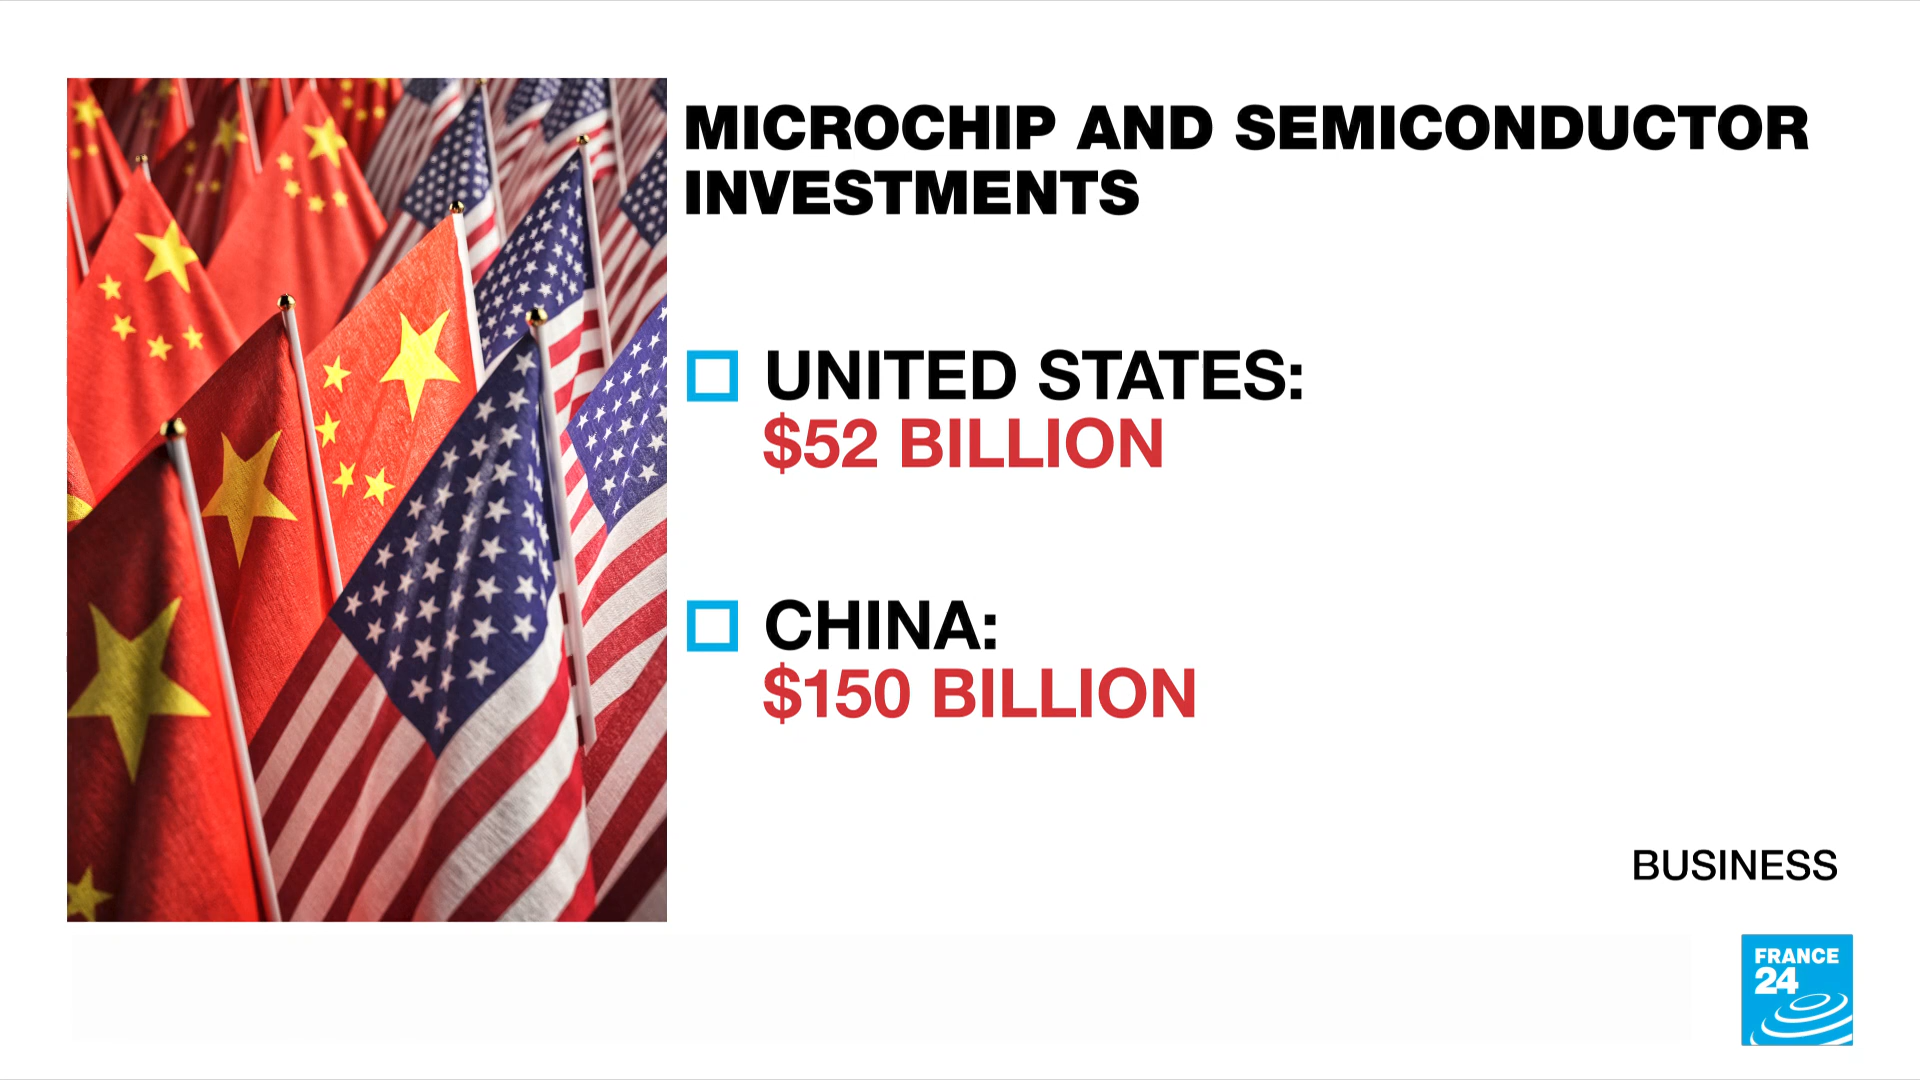 MICROCHIP AND SEMICONDUCTOR
INVESTMENTS
UNITED STATES:
$52 BILLION
CHINA:
$150 BILLION
BUSINESS
FRANCE
24